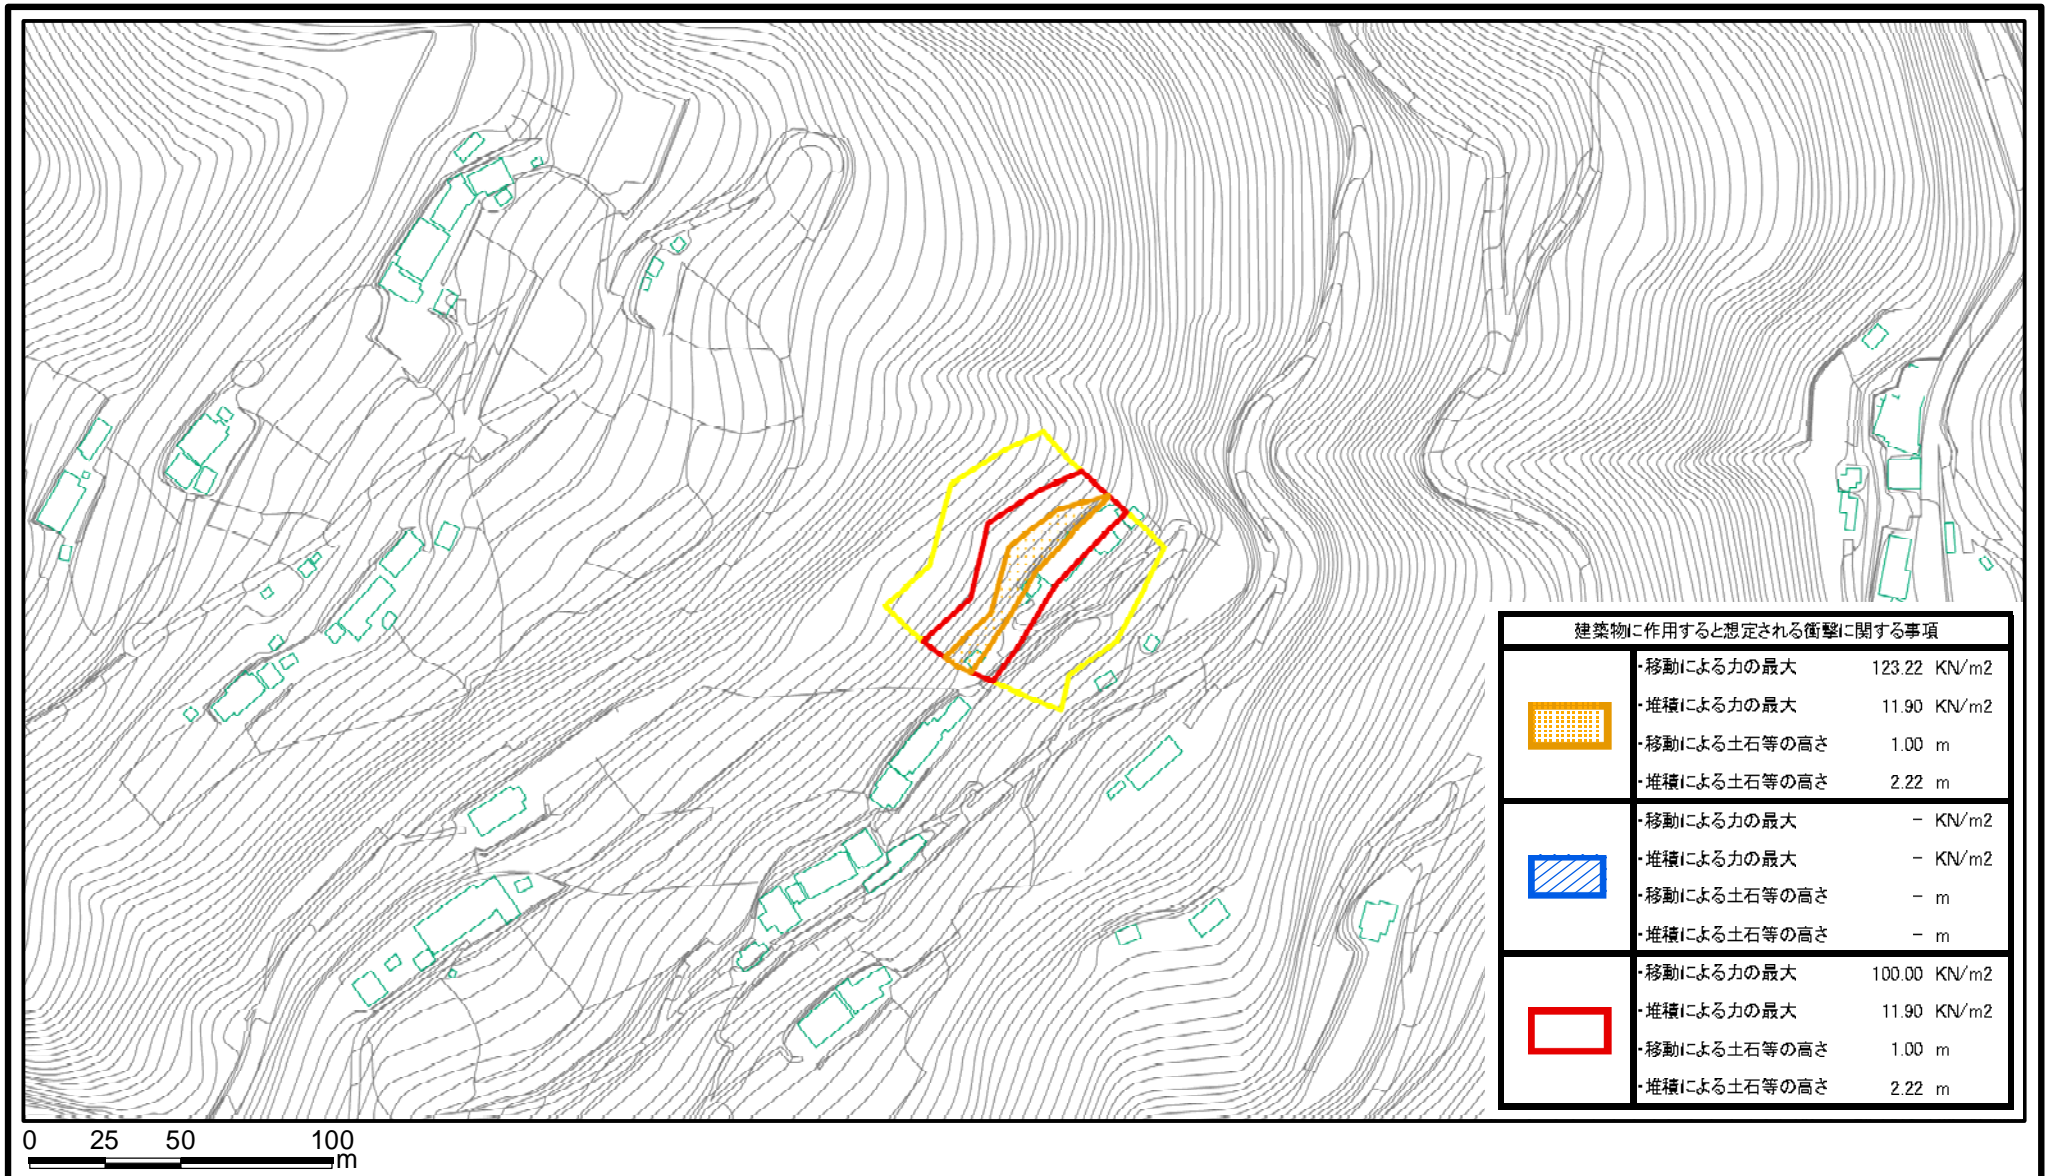 建築物に作用すると想定される衝撃に関する事項
・移動による力の最大 123.22 KN/m2
・堆積による力の最大 11.90 KN/m2
・移動による土石等の高さ 1.00 m
・堆積による土石等の高さ 2.22 m
・移動による力の最大 - KN/m2
・堆積による力の最大 - KN/m2
・移動による土石等の高さ - m
・堆積による土石等の高さ - m
・移動による力の最大 100.00 KN/m2
・堆積による力の最大 11.90 KN/m2
・移動による土石等の高さ 1.00 m
・堆積による土石等の高さ 2.22 m
0 25 50 100
m